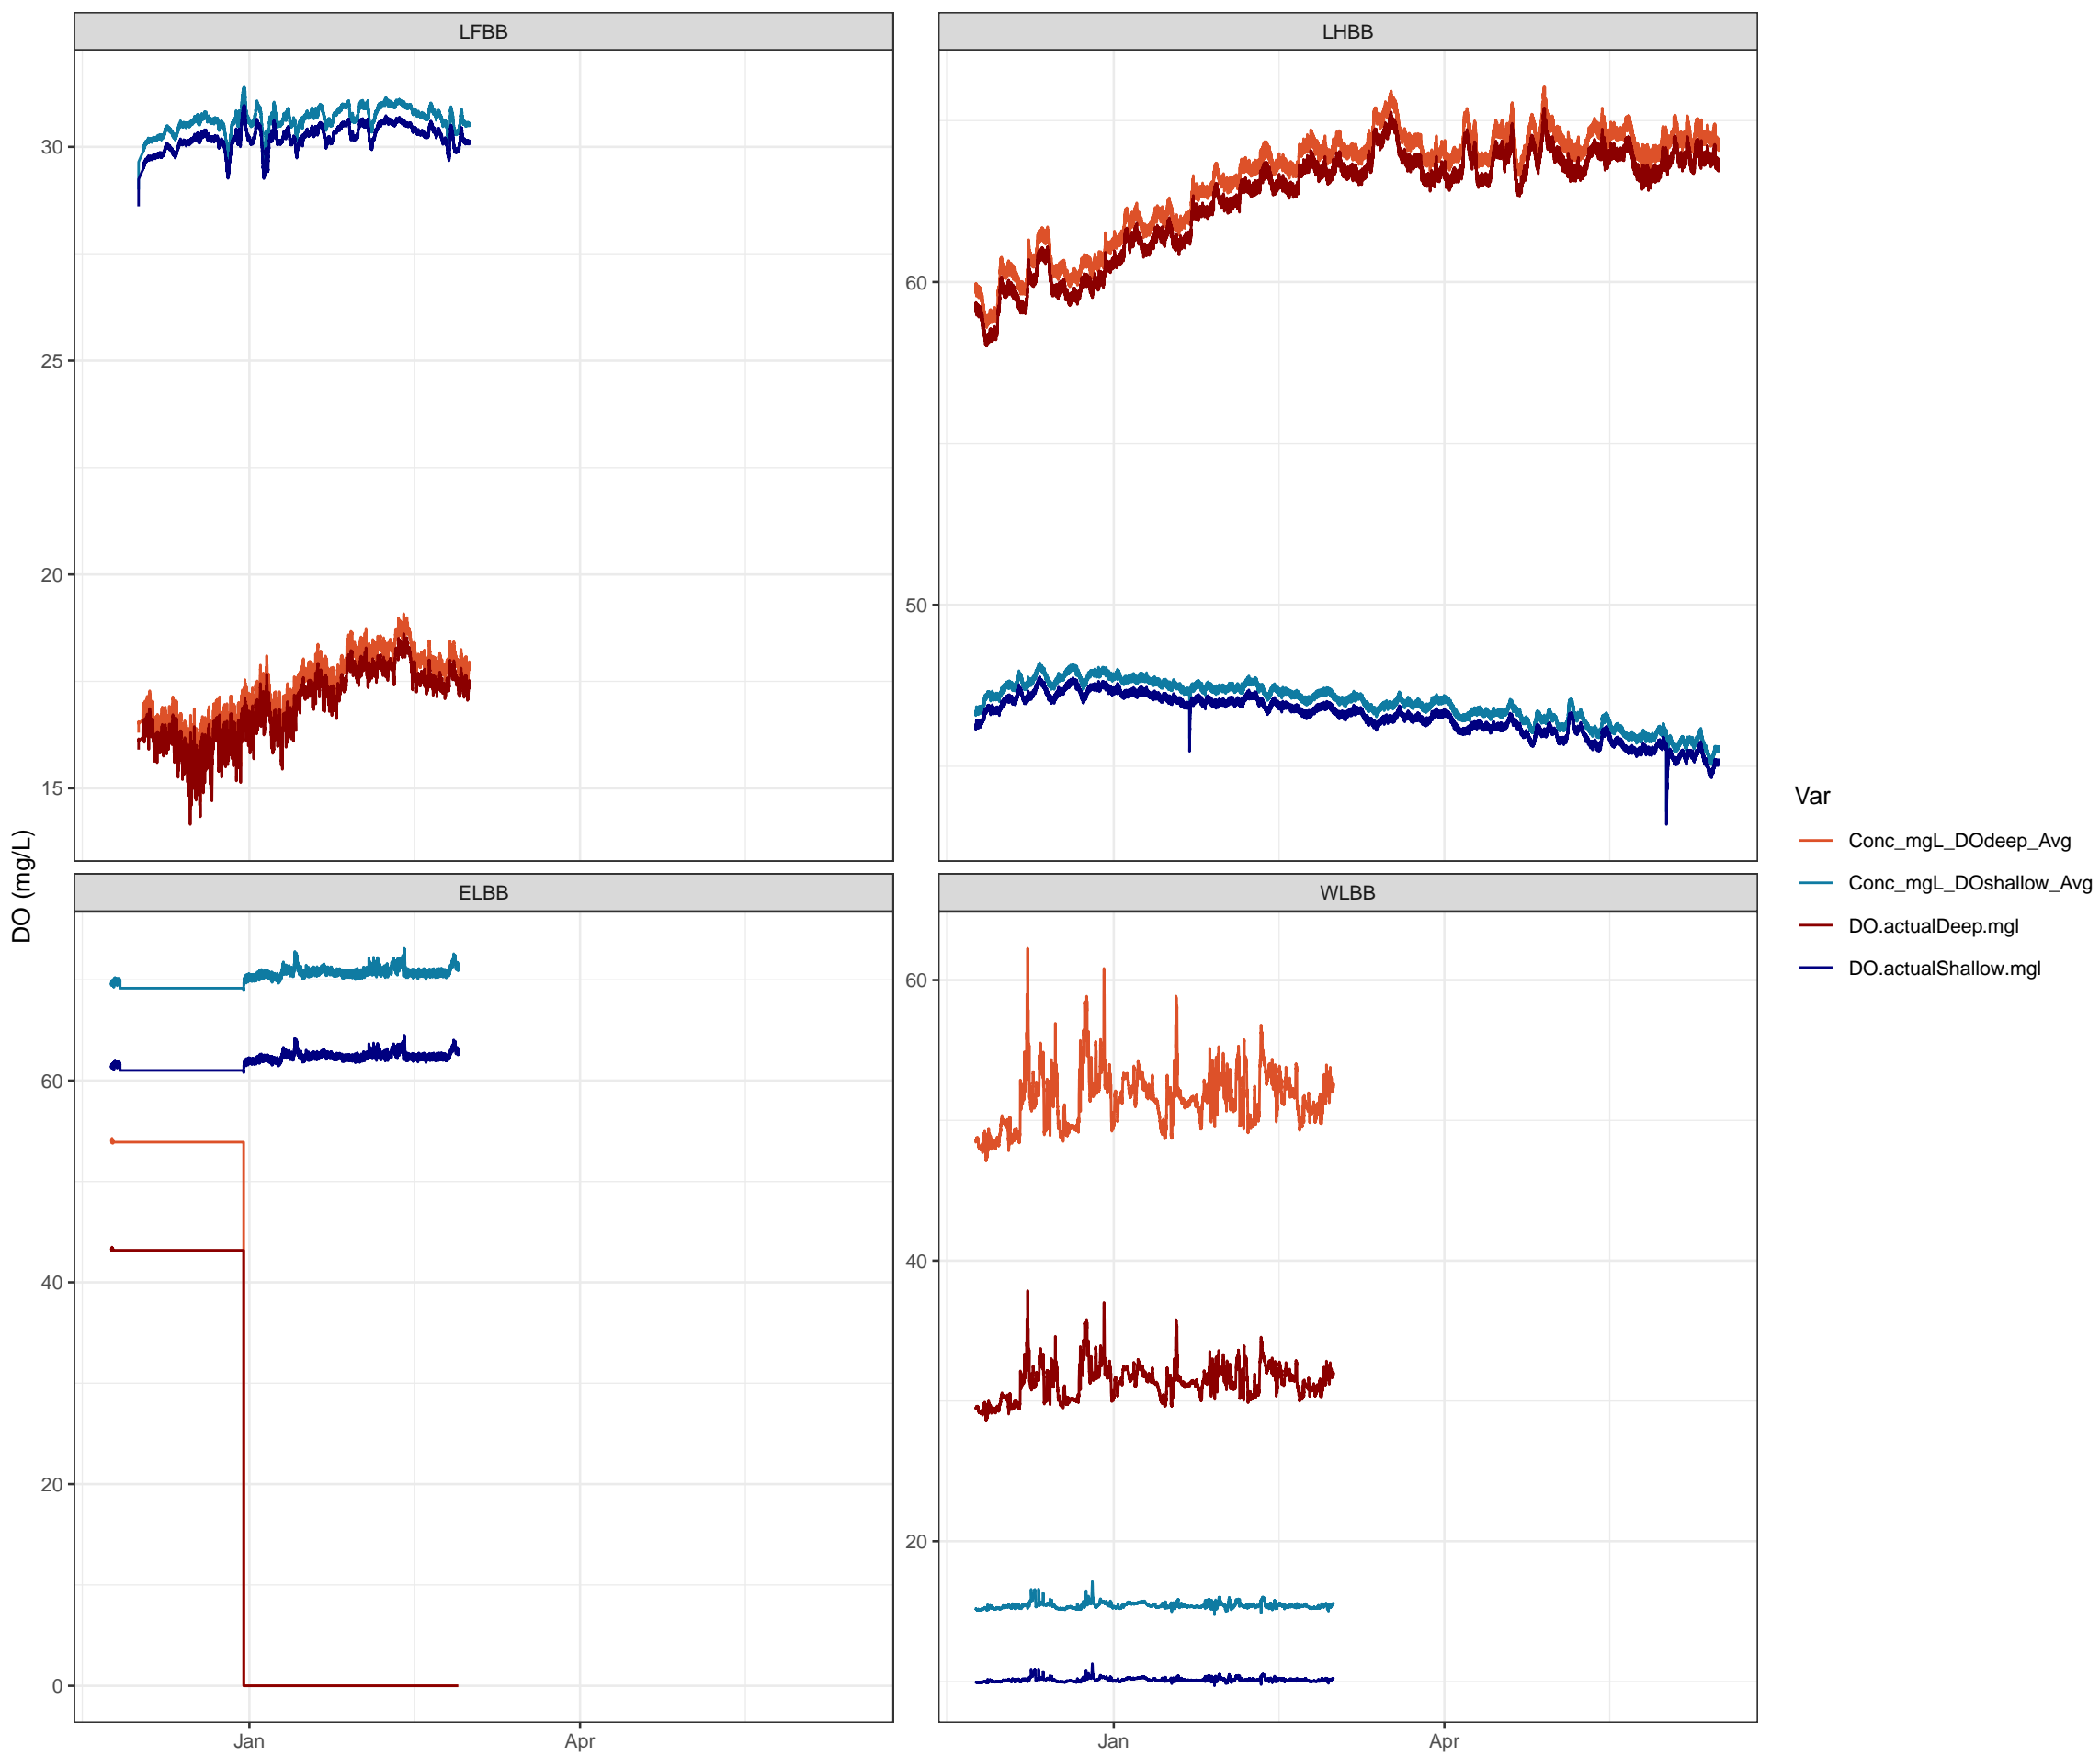 LFBB
LHBB
30
25
20
15
60
50
DO (mg/L)
ELBB
WLBB
60
40
20
0
60
40
20
Jan
Apr
Jan
Apr
Var
Conc_mgL_DOdeep_Avg
Conc_mgL_DOshallow_Avg
DO.actualDeep.mgl
DO.actualShallow.mgl